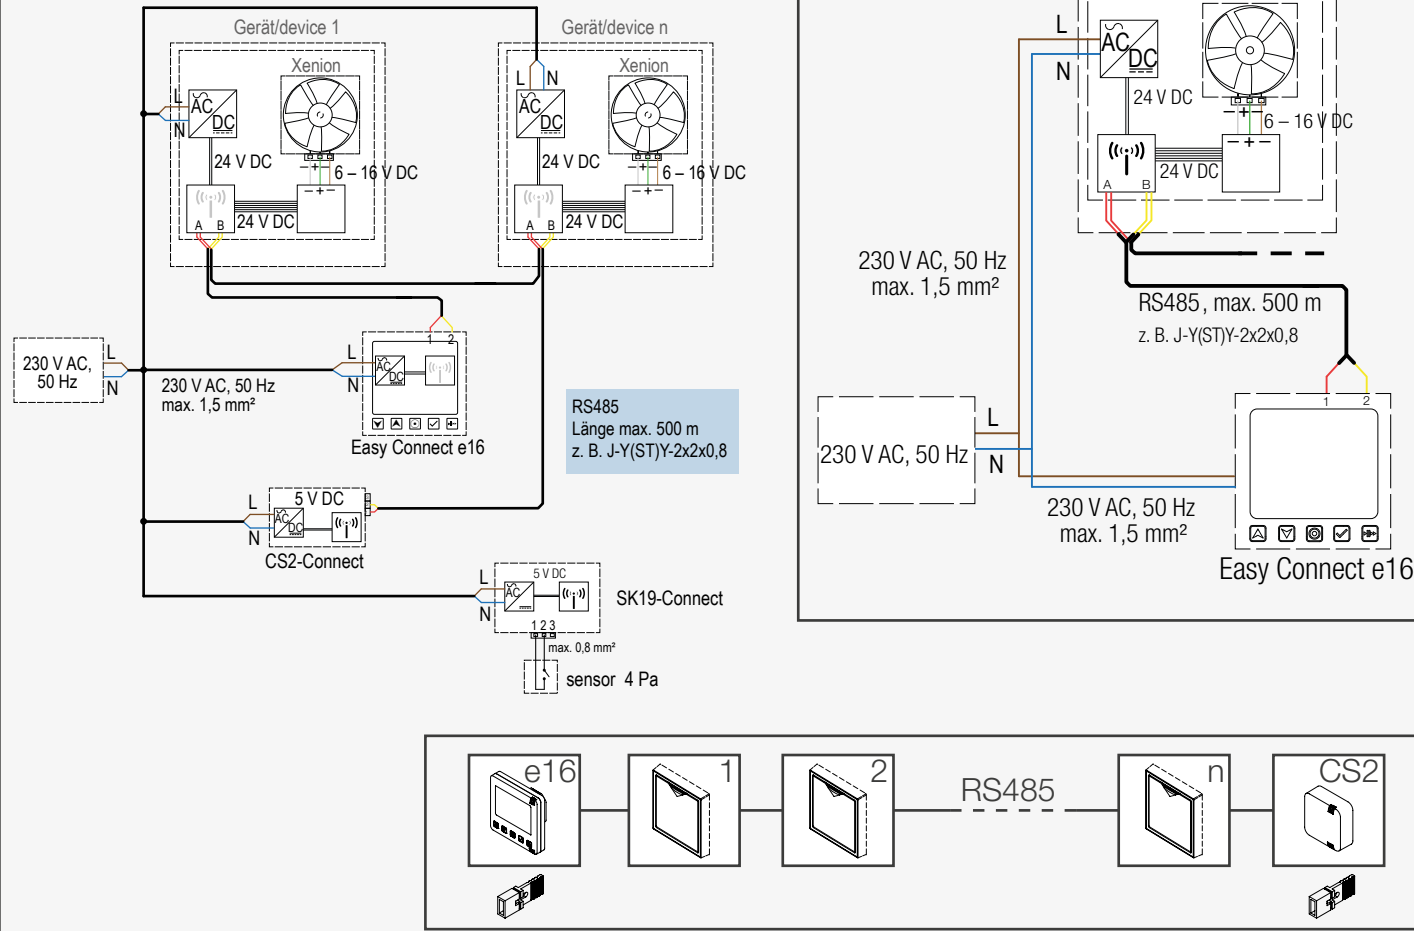 Gerät/device 1
Xenion
L
N
AC
DC
24 V DC
– + –
6 – 16 V DC
24 V DC
A B
Gerät/device n
Xenion
L N
AC
DC
24 V DC
– + –
6 – 16 V DC
24 V DC
A B
230 V AC,
50 Hz
L
N
230 V AC, 50 Hz
max. 1,5 mm²
L
N
1 2
AC
DC
Easy Connect e16
RS485
Länge max. 500 m
z. B. J-Y(ST)Y-2x2x0,8
L
N
5 V DC
AC
DC
CS2-Connect
L
N
5 V DC
AC
SK19-Connect
1 2 3
max. 0,8 mm²
sensor 4 Pa
L
N
AC
DC
24 V DC
– + –
6 – 16 V DC
24 V DC
A B
230 V AC, 50 Hz
max. 1,5 mm²
RS485, max. 500 m
z. B. J-Y(ST)Y-2x2x0,8
1 2
230 V AC, 50 Hz
L
N
230 V AC, 50 Hz
max. 1,5 mm²
Easy Connect e16
e16
1
2
RS485
n
CS2